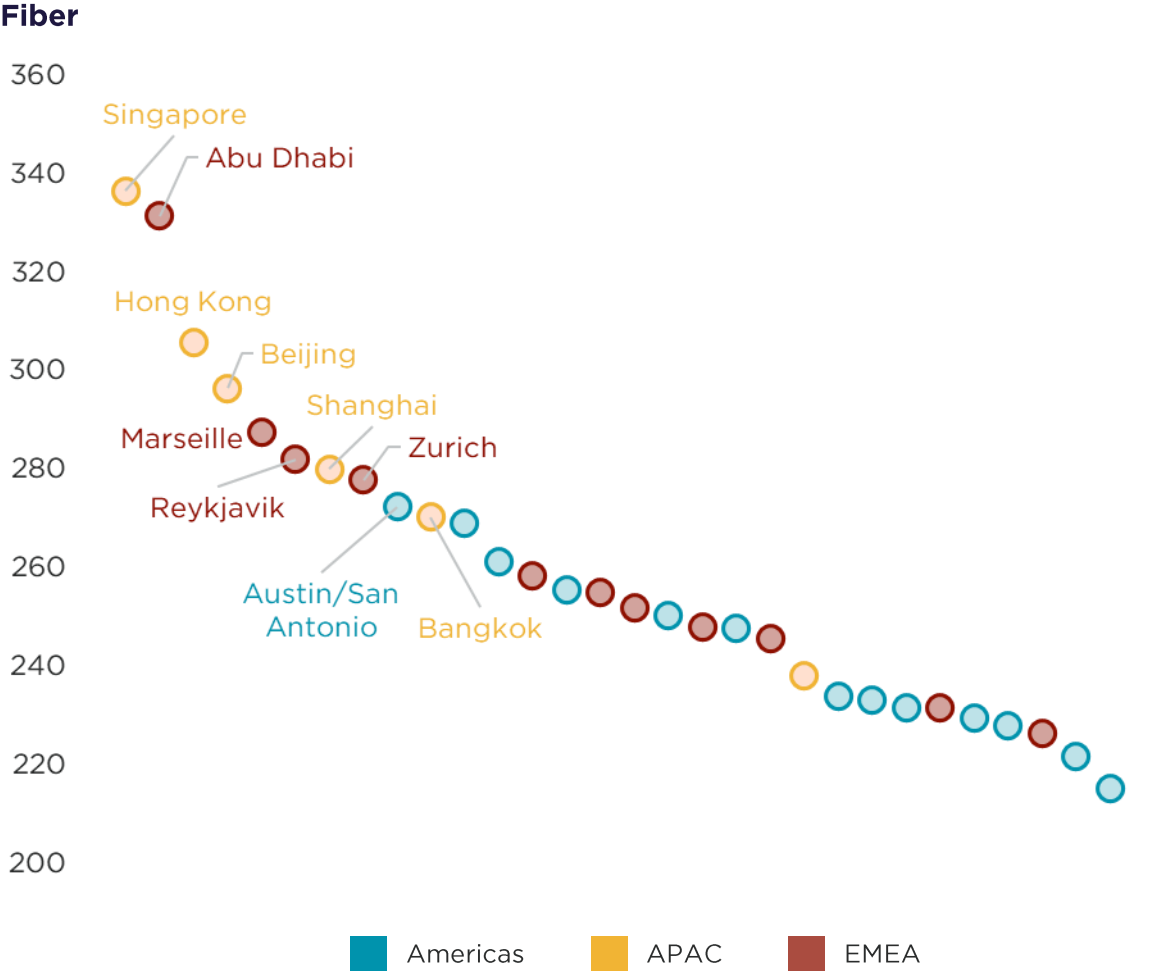 Fiber
360
Singapore
Abu Dhabi
340
320
Hong Kong
Beijing
300
Shanghai
Marseille
Zurich
280
Reykjavik
260
Austin/San
Antonio
Bangkok
240
220
200
Americas
APAC
EMEA